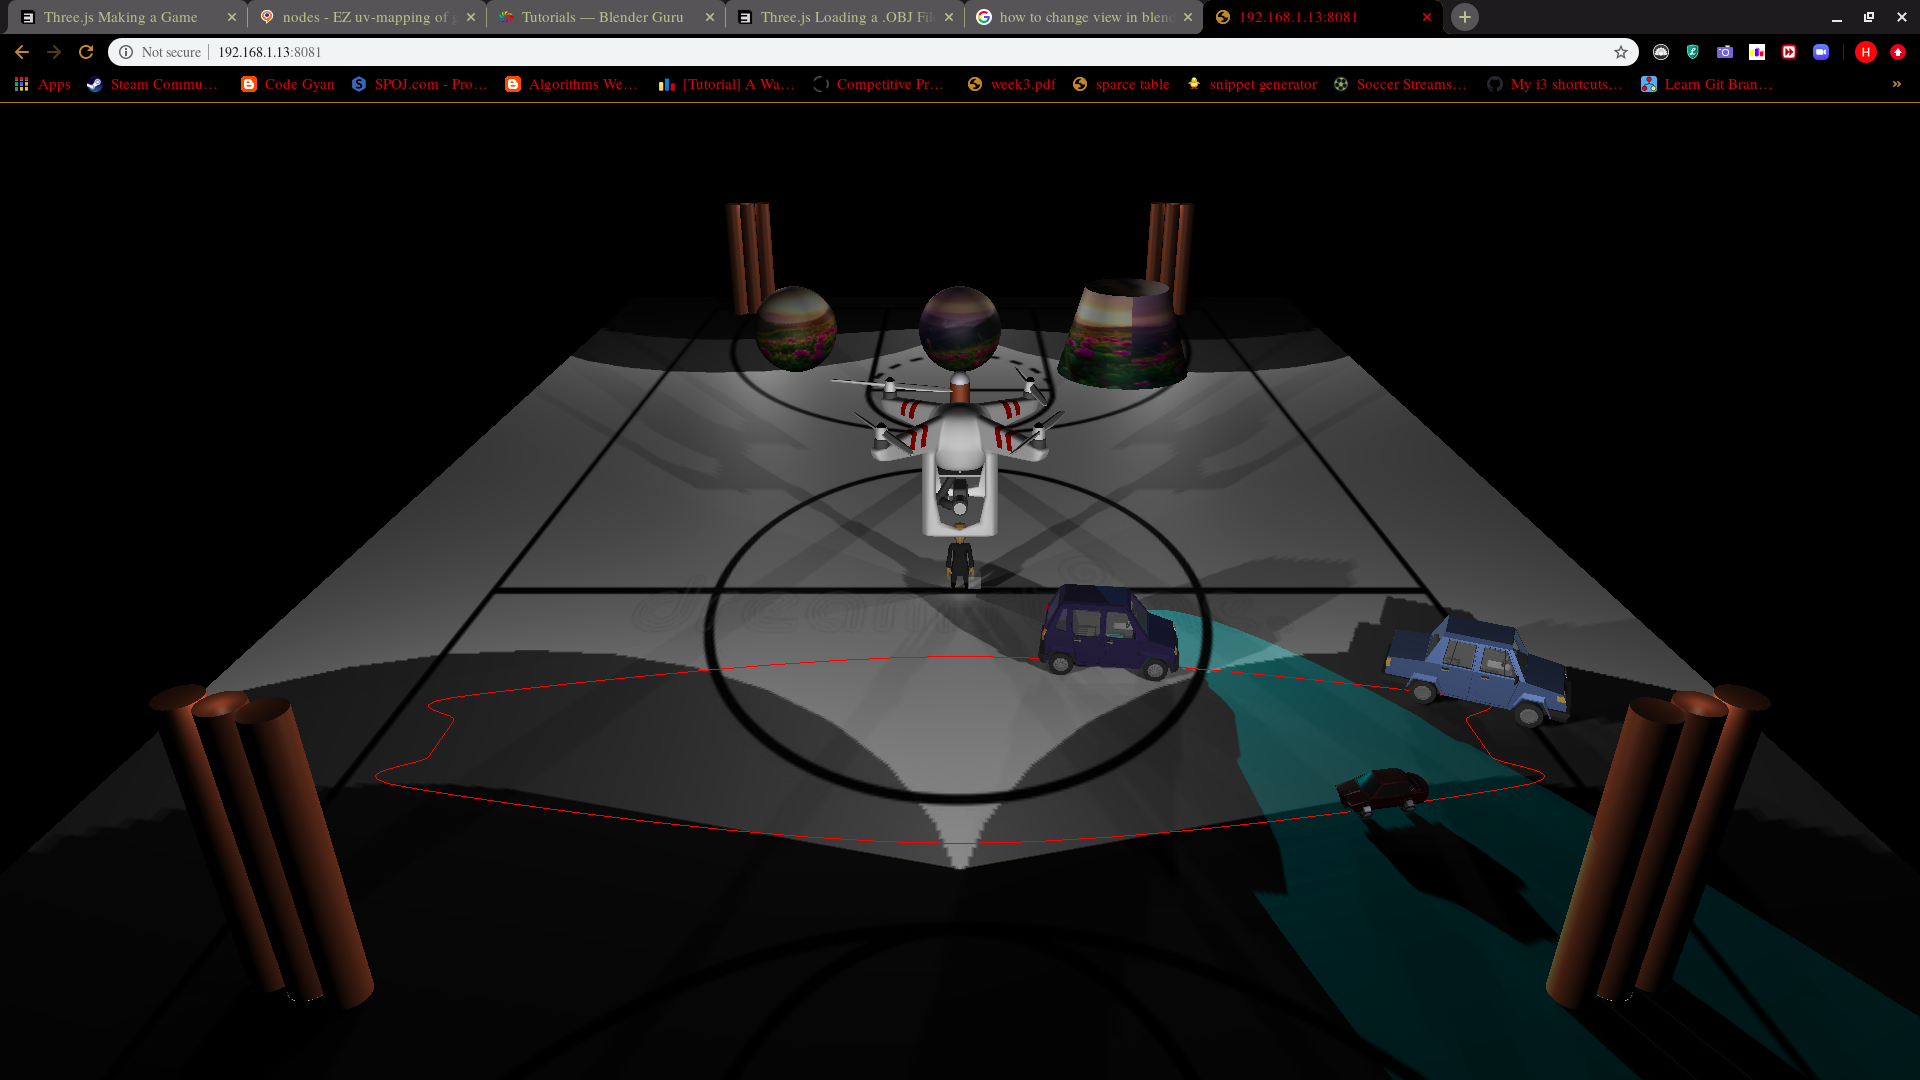 Three.js Making a Game
nodes - EZ uv-mapping of g
Tutorials — Blender Guru
Three.js Loading a .OBJ Fil
how to change view in blen
192.168.1.13:8081
Not secure
192.168.1.13:8081
H
Apps
Steam Commu…
Code Gyan
SPOJ.com - Pro…
Algorithms We…
[Tutorial] A Wa…
Competitive Pr…
week3.pdf
sparce table
snippet generator
Soccer Streams…
My i3 shortcuts…
Learn Git Bran…
»